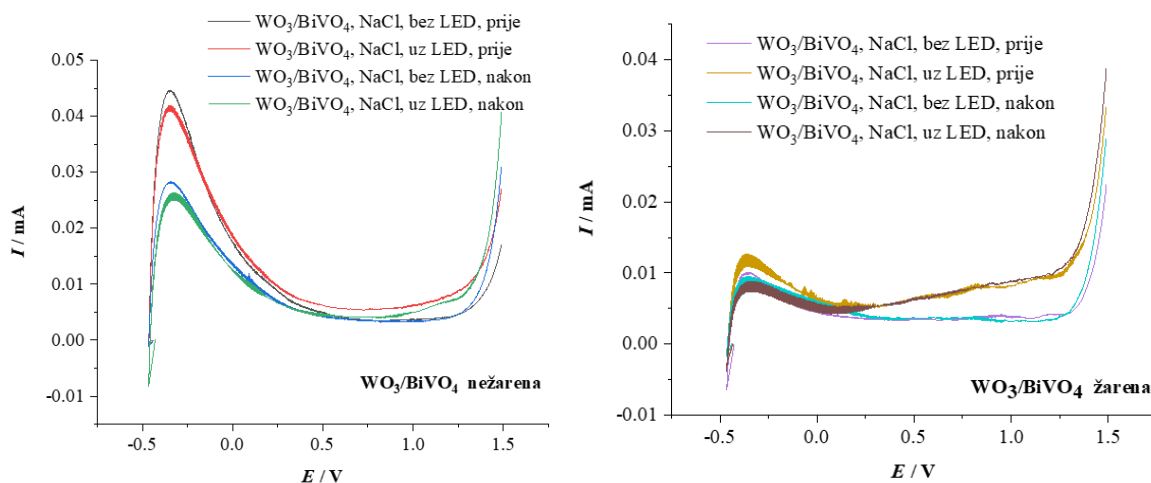 WO₃/BiVO₄, NaCl, bez LED, prije
WO₃/BiVO₄, NaCl, uz LED, prije
WO₃/BiVO₄, NaCl, bez LED, nakon
WO₃/BiVO₄, NaCl, uz LED, nakon
0.05
0.04
0.03
0.02
0.01
0.00
-0.01
I / mA
WO₃/BiVO₄ nežarena
-0.5
0.0
0.5
1.0
1.5
E / V
WO₃/BiVO₄, NaCl, bez LED, prije
WO₃/BiVO₄, NaCl, uz LED, prije
WO₃/BiVO₄, NaCl, bez LED, nakon
WO₃/BiVO₄, NaCl, uz LED, nakon
0.04
0.03
0.02
0.01
0.00
-0.01
I / mA
WO₃/BiVO₄ žarena
-0.5
0.0
0.5
1.0
1.5
E / V